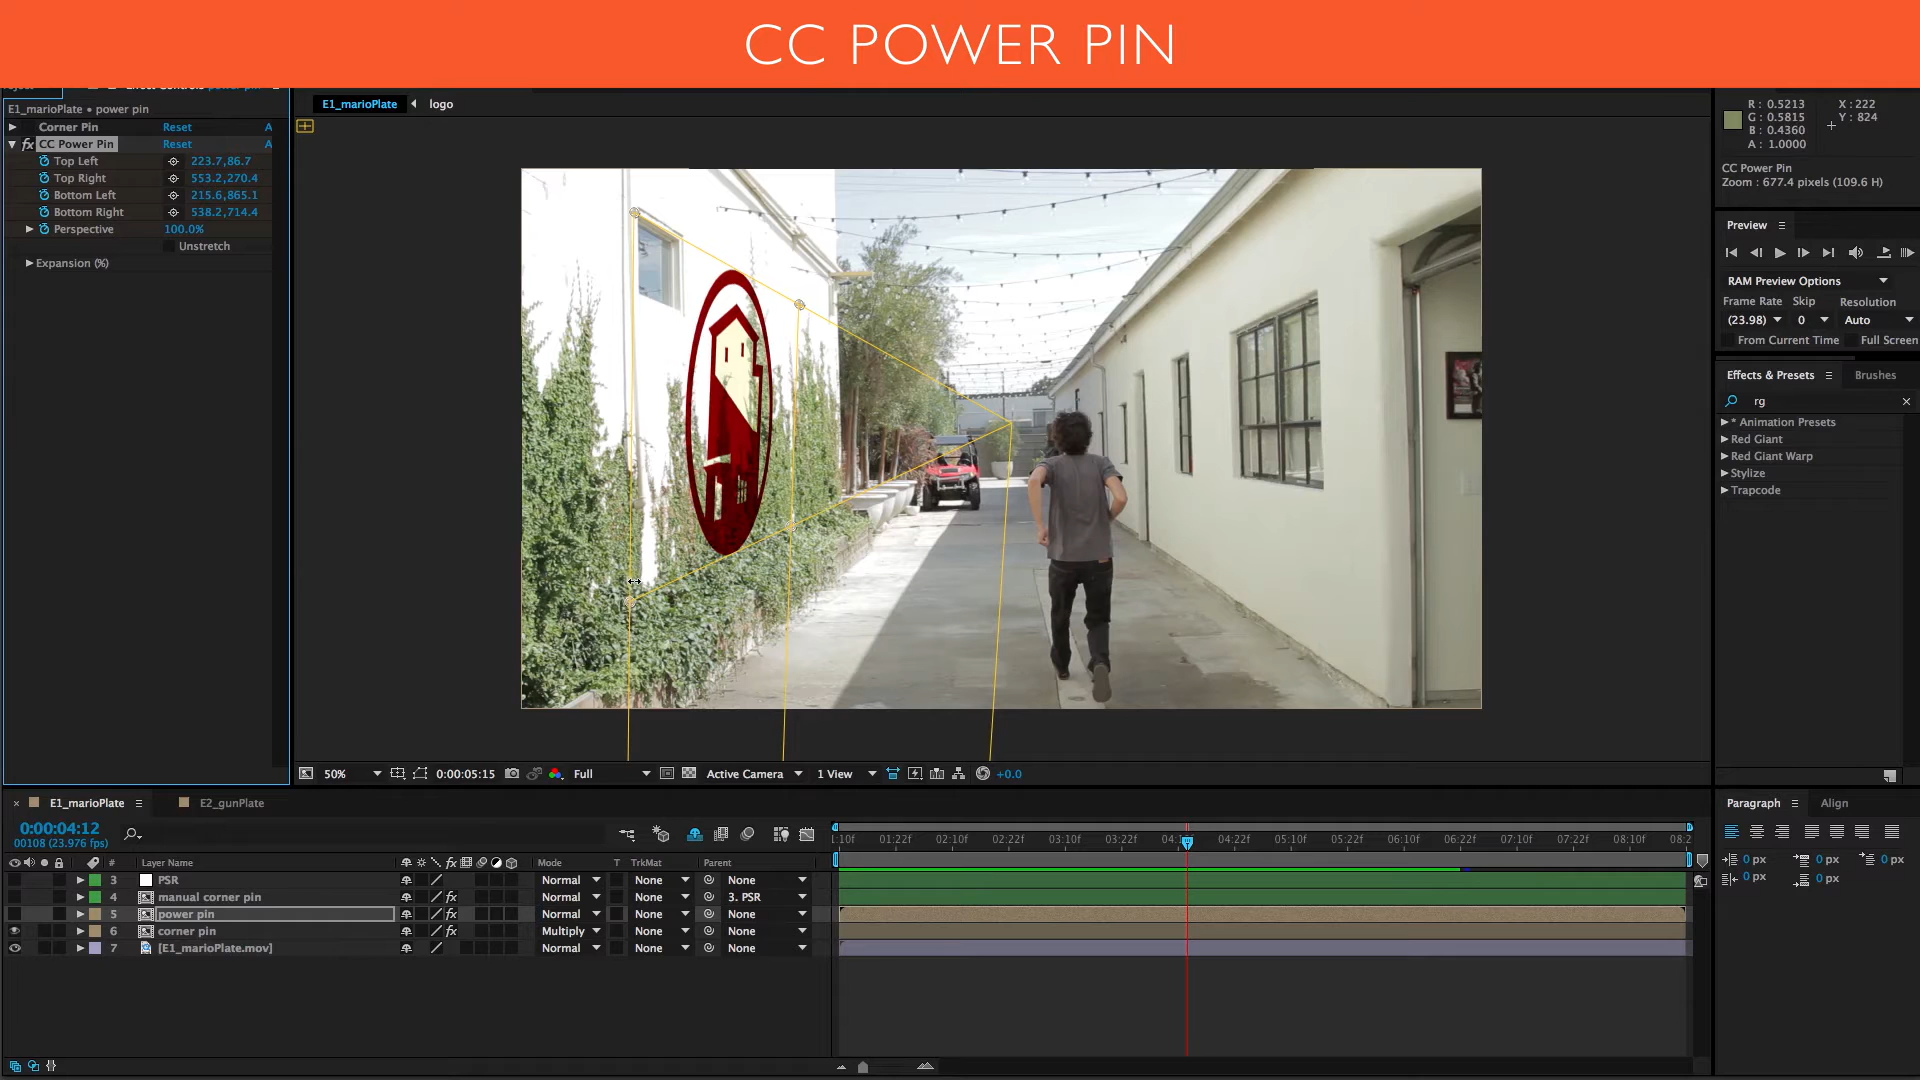 CC POWER PIN
E1_marioPlate • power pin
Corner Pin Reset A
fx CC Power Pin Reset A
Top Left 223.7,86.7
Top Right 553.2,270.4
Bottom Left 215.6,865.1
Bottom Right 538.2,714.4
Perspective 100.0%
Unstretch
Expansion (%)
E1_marioPlate logo
50% 0:00:05:15 Full Active Camera 1 View +0.0
R : 0.5213 X : 222
G : 0.5815 Y : 824
B : 0.4360
A : 1.0000
CC Power Pin
Zoom : 677.4 pixels (109.6 H)
Preview
RAM Preview Options
Frame Rate Skip Resolution
(23.98) 0 Auto
From Current Time Full Screen
Effects & Presets Brushes
rg
* Animation Presets
Red Giant
Red Giant Warp
Stylize
Trapcode
E1_marioPlate E2_gunPlate
0:00:04:12
00108 (23.976 fps)
01:22f 02:10f 02:22f 03:10f 03:22f 04:22f 05:10f 05:22f 06:10f 06:22f 07:10f 07:22f 08:10f
# Layer Name fx Mode T TrkMat Parent
3 PSR Normal None None
4 manual corner pin fx Normal None 3. PSR
5 power pin fx Normal None None
6 corner pin fx Multiply None None
7 [E1_marioPlate.mov] Normal None None
Paragraph Align
0 px 0 px 0 px
0 px 0 px